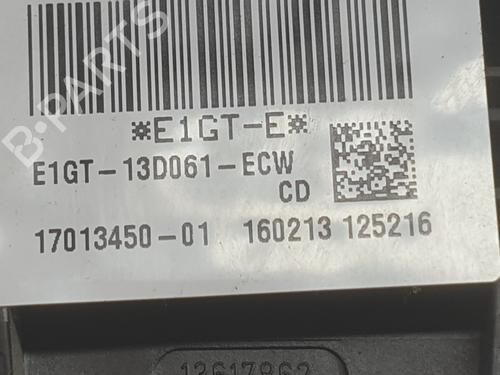 B-PARTS
*E1GT-E*
E1GT-13D061-ECW
CD
17013450-01 160213 125216